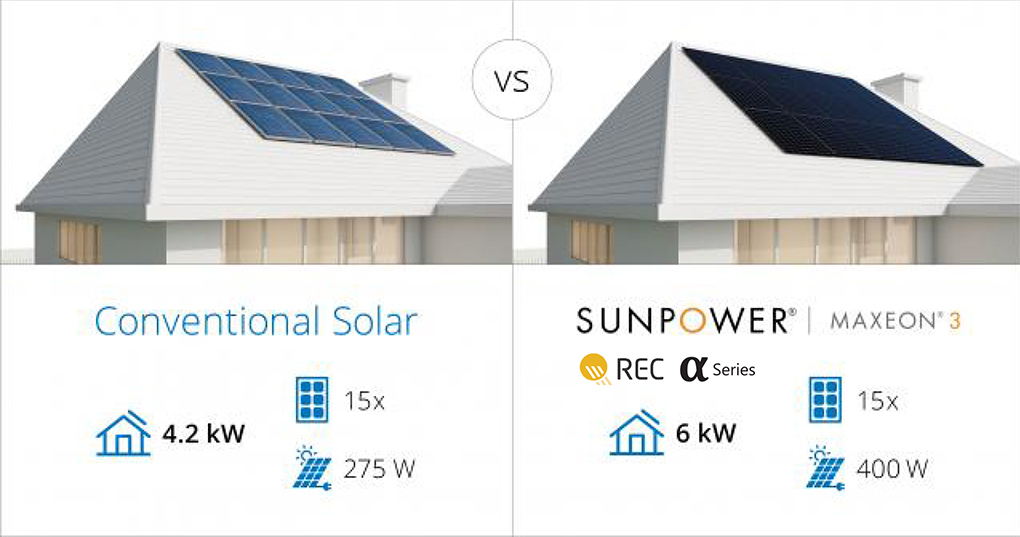 VS
Conventional Solar
4.2 kW
15x
275 W
SUNPOWER® | MAXEON® 3
REC α Series
6 kW
15x
400 W